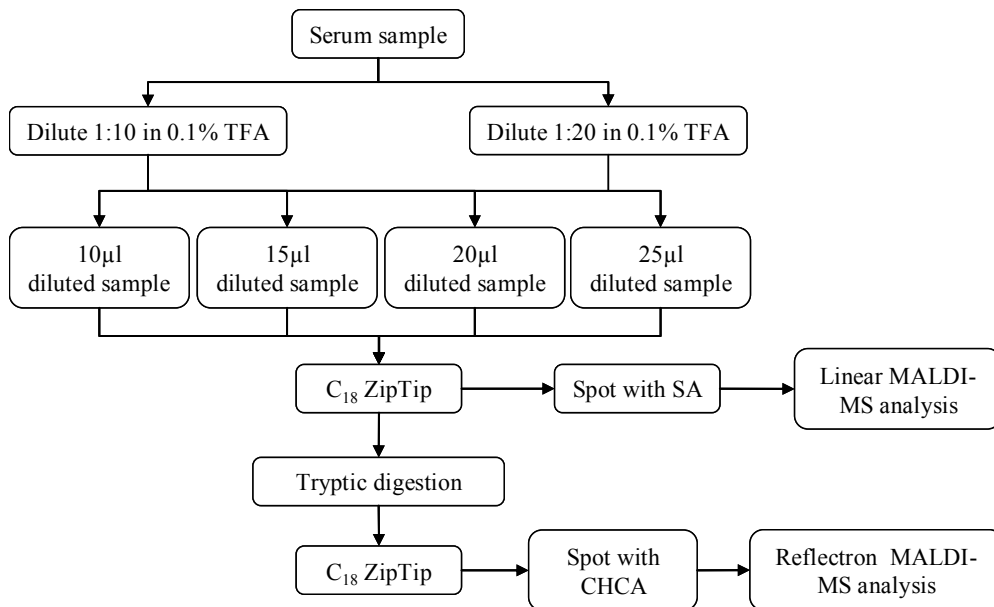 Serum sample
Dilute 1:10 in 0.1% TFA
Dilute 1:20 in 0.1% TFA
10µl
diluted sample
15µl
diluted sample
20µl
diluted sample
25µl
diluted sample
C₁₈ ZipTip
Spot with SA
Linear MALDI-
MS analysis
Tryptic digestion
C₁₈ ZipTip
Spot with
CHCA
Reflectron MALDI-
MS analysis